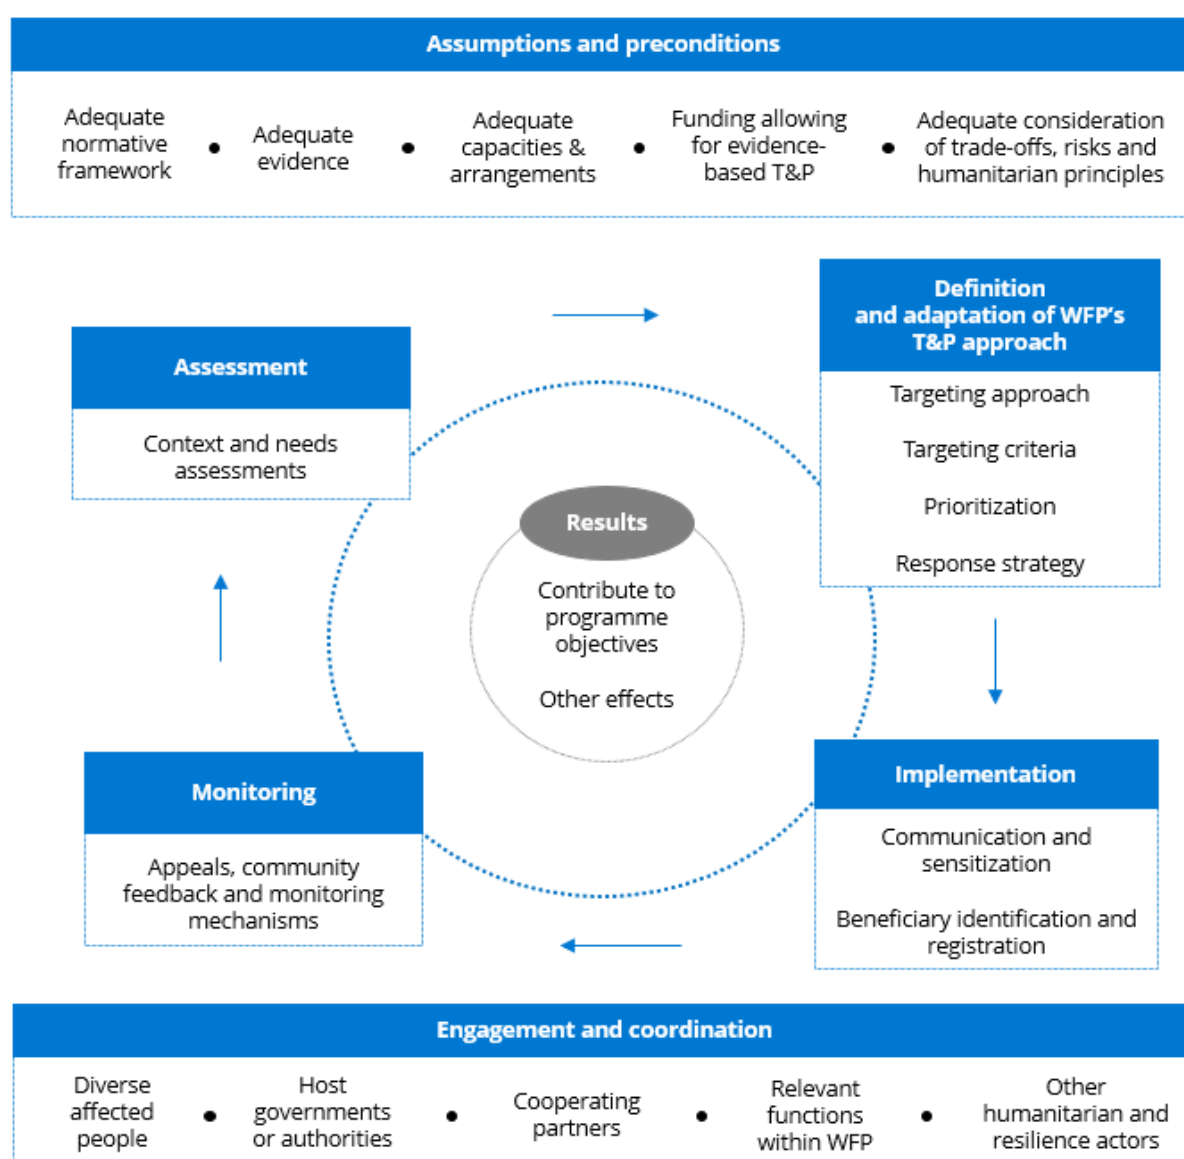 Assumptions and preconditions
Adequate
normative
framework
•
Adequate
evidence
•
Adequate
capacities &
arrangements
•
Funding allowing
for evidence-
based T&P
•
Adequate consideration
of trade-offs, risks and
humanitarian principles
Assessment
Context and needs
assessments
Definition
and adaptation of WFP's
T&P approach
Targeting approach
Targeting criteria
Prioritization
Response strategy
Results
Contribute to
programme
objectives
Other effects
Monitoring
Appeals, community
feedback and monitoring
mechanisms
Implementation
Communication and
sensitization
Beneficiary identification and
registration
Engagement and coordination
Diverse
affected
people
•
Host
governments
or authorities
•
Cooperating
partners
•
Relevant
functions
within WFP
•
Other
humanitarian and
resilience actors